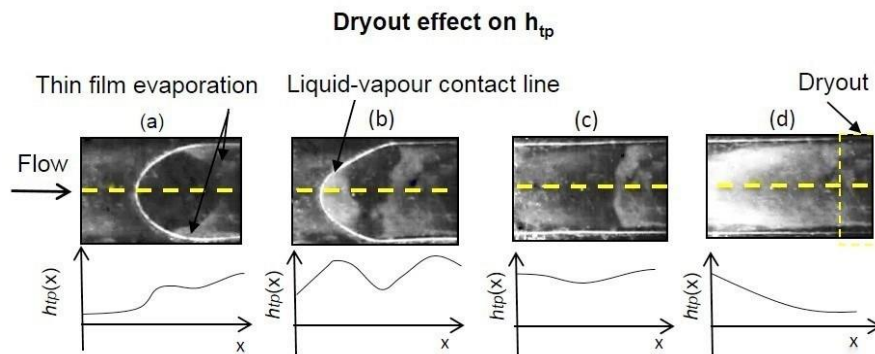 Dryout effect on htp
Thin film evaporation
Liquid-vapour contact line
Dryout
(a)
(b)
(c)
(d)
Flow
htp(x)
x
htp(x)
x
htp(x)
x
htp(x)
x